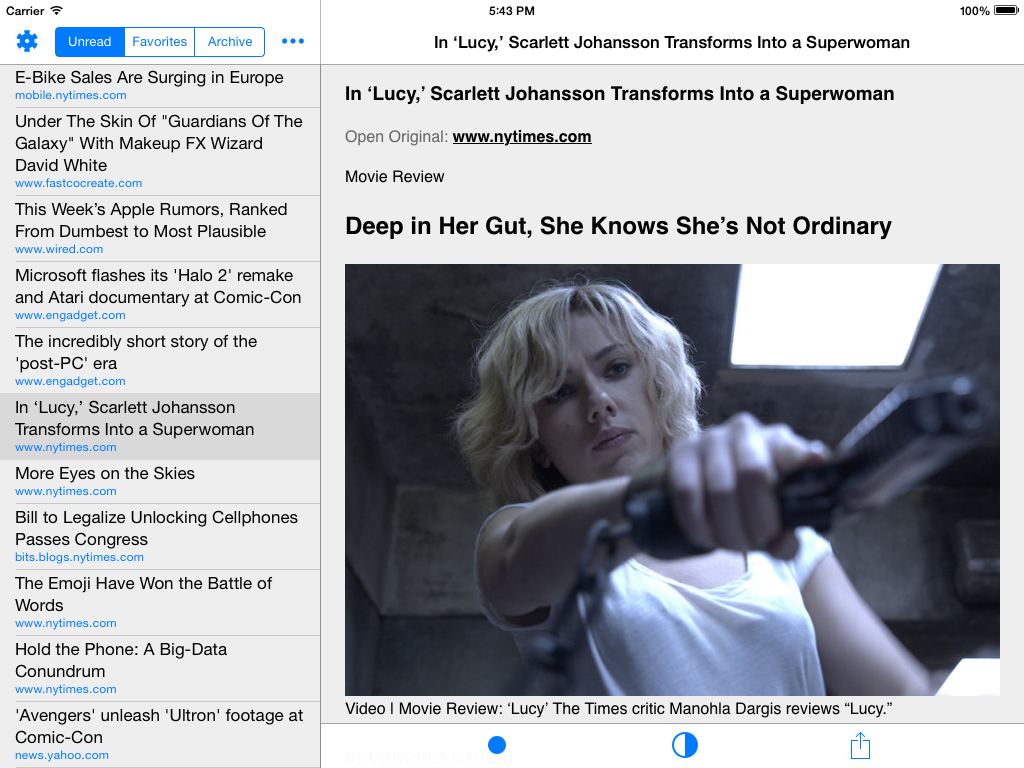 Carrier
5:43 PM
100%
Unread
Favorites
Archive
In ‘Lucy,’ Scarlett Johansson Transforms Into a Superwoman
E-Bike Sales Are Surging in Europe
mobile.nytimes.com
Under The Skin Of "Guardians Of The
Galaxy" With Makeup FX Wizard
David White
www.fastcocreate.com
This Week’s Apple Rumors, Ranked
From Dumbest to Most Plausible
www.wired.com
Microsoft flashes its 'Halo 2' remake
and Atari documentary at Comic-Con
www.engadget.com
The incredibly short story of the
'post-PC' era
www.engadget.com
In ‘Lucy,’ Scarlett Johansson
Transforms Into a Superwoman
www.nytimes.com
More Eyes on the Skies
www.nytimes.com
Bill to Legalize Unlocking Cellphones
Passes Congress
bits.blogs.nytimes.com
The Emoji Have Won the Battle of
Words
www.nytimes.com
Hold the Phone: A Big-Data
Conundrum
www.nytimes.com
'Avengers' unleash 'Ultron' footage at
Comic-Con
news.yahoo.com
In ‘Lucy,’ Scarlett Johansson Transforms Into a Superwoman
Open Original: www.nytimes.com
Movie Review
Deep in Her Gut, She Knows She’s Not Ordinary
Video | Movie Review: ‘Lucy’ The Times critic Manohla Dargis reviews “Lucy.”
By MANOHLA DARGIS